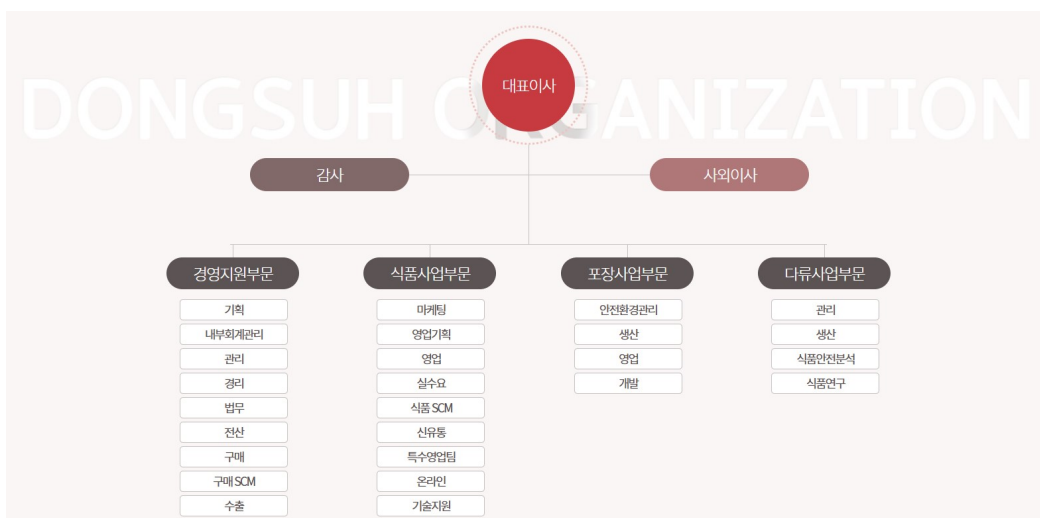 DONGSUH ORGANIZATION
대표이사
감사
사외이사
경영지원부문
기획
내부회계관리
관리
경리
법무
전산
구매
구매 SCM
수출
식품사업부문
마케팅
영업기획
영업
실수요
식품 SCM
신유통
특수영업팀
온라인
기술지원
포장사업부문
안전환경관리
생산
영업
개발
다류사업부문
관리
생산
식품안전분석
식품연구